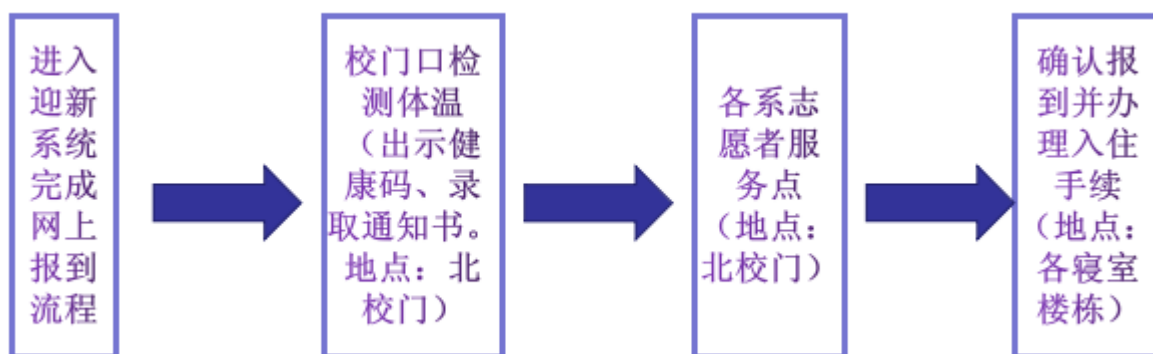 进入
迎新
系统
完成
网上
报到
流程
校门口检
测体温
（出示健
康码、录
取通知书。
地点：北
校门）
各系志
愿者服
务点
（地点：
北校门）
确认报
到并办
理入住
手续
（地点：
各寝室
楼栋）